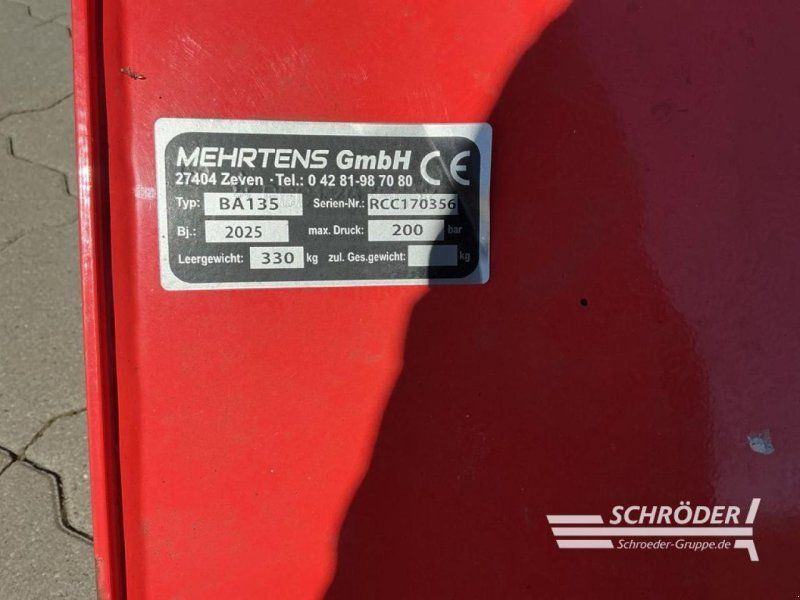 MEHRTENS GmbH CE
27404 Zeven · Tel.: 0 42 81-98 70 80
Typ: BA135 Serien-Nr.: RCC170356
Bj.: 2025 max. Druck: 200 bar
Leergewicht: 330 kg zul. Ges.gewicht: kg
SCHRÖDER
Schroeder-Gruppe.de